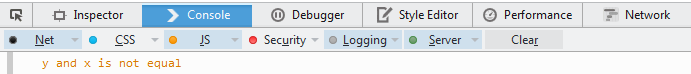 Inspector Console Debugger Style Editor Performance Network
Net CSS JS Security Logging Server Clear
y and x is not equal